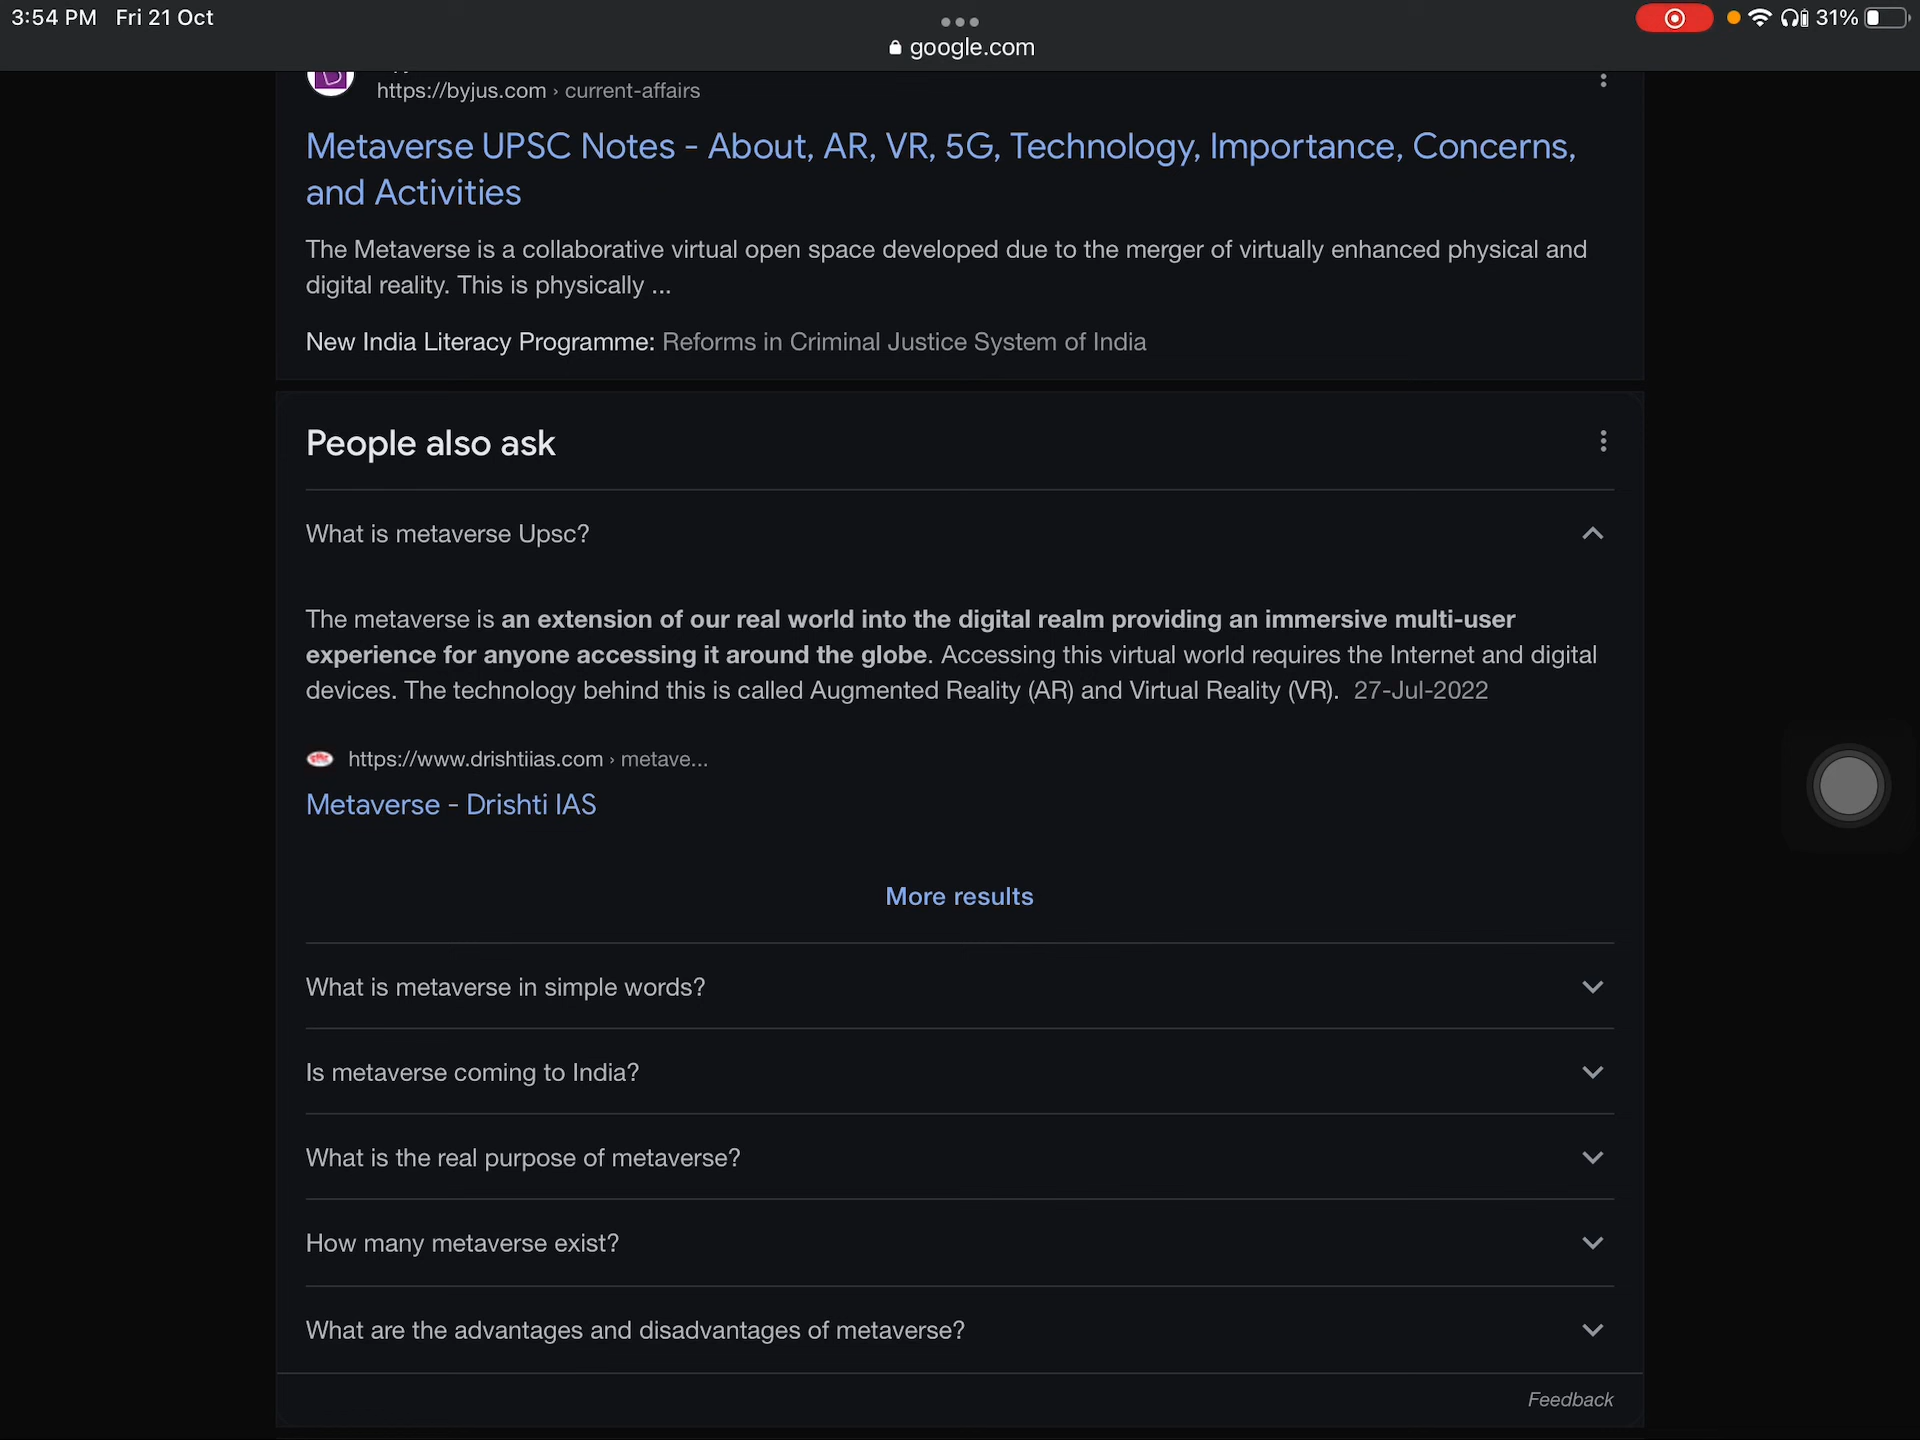 3:54 PM Fri 21 Oct
google.com
31%
https://byjus.com › current-affairs
Metaverse UPSC Notes - About, AR, VR, 5G, Technology, Importance, Concerns,
and Activities
The Metaverse is a collaborative virtual open space developed due to the merger of virtually enhanced physical and
digital reality. This is physically ...
New India Literacy Programme: Reforms in Criminal Justice System of India
People also ask
What is metaverse Upsc?
The metaverse is an extension of our real world into the digital realm providing an immersive multi-user
experience for anyone accessing it around the globe. Accessing this virtual world requires the Internet and digital
devices. The technology behind this is called Augmented Reality (AR) and Virtual Reality (VR). 27-Jul-2022
https://www.drishtiias.com › metave...
Metaverse - Drishti IAS
More results
What is metaverse in simple words?
Is metaverse coming to India?
What is the real purpose of metaverse?
How many metaverse exist?
What are the advantages and disadvantages of metaverse?
Feedback